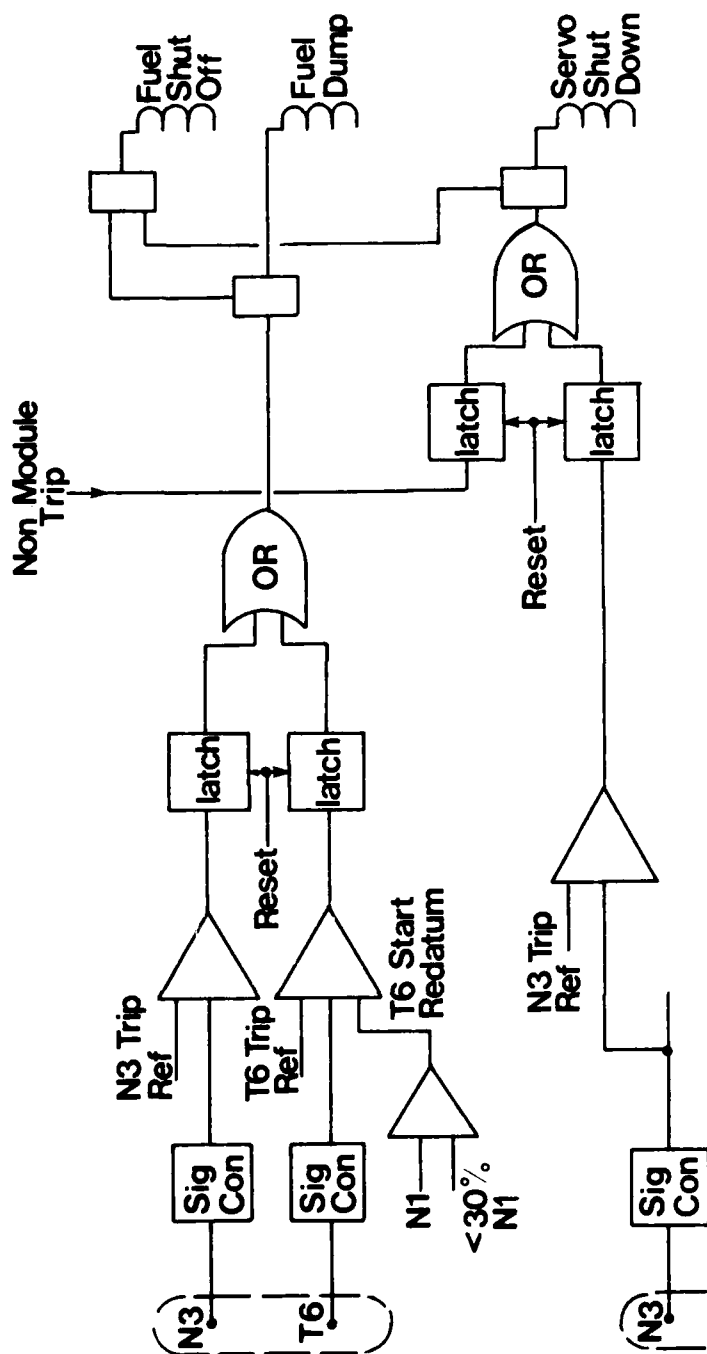 N3
Sig
Con
N3 Trip
Ref
latch
T6
Sig
Con
T6 Trip
Ref
latch
Reset
N1
<30%
N1
T6 Start
Redatum
OR
Non Module
Trip
Fuel
Shut
Off
Fuel
Dump
N3
Sig
Con
N3 Trip
Ref
latch
latch
Reset
OR
Servo
Shut
Down